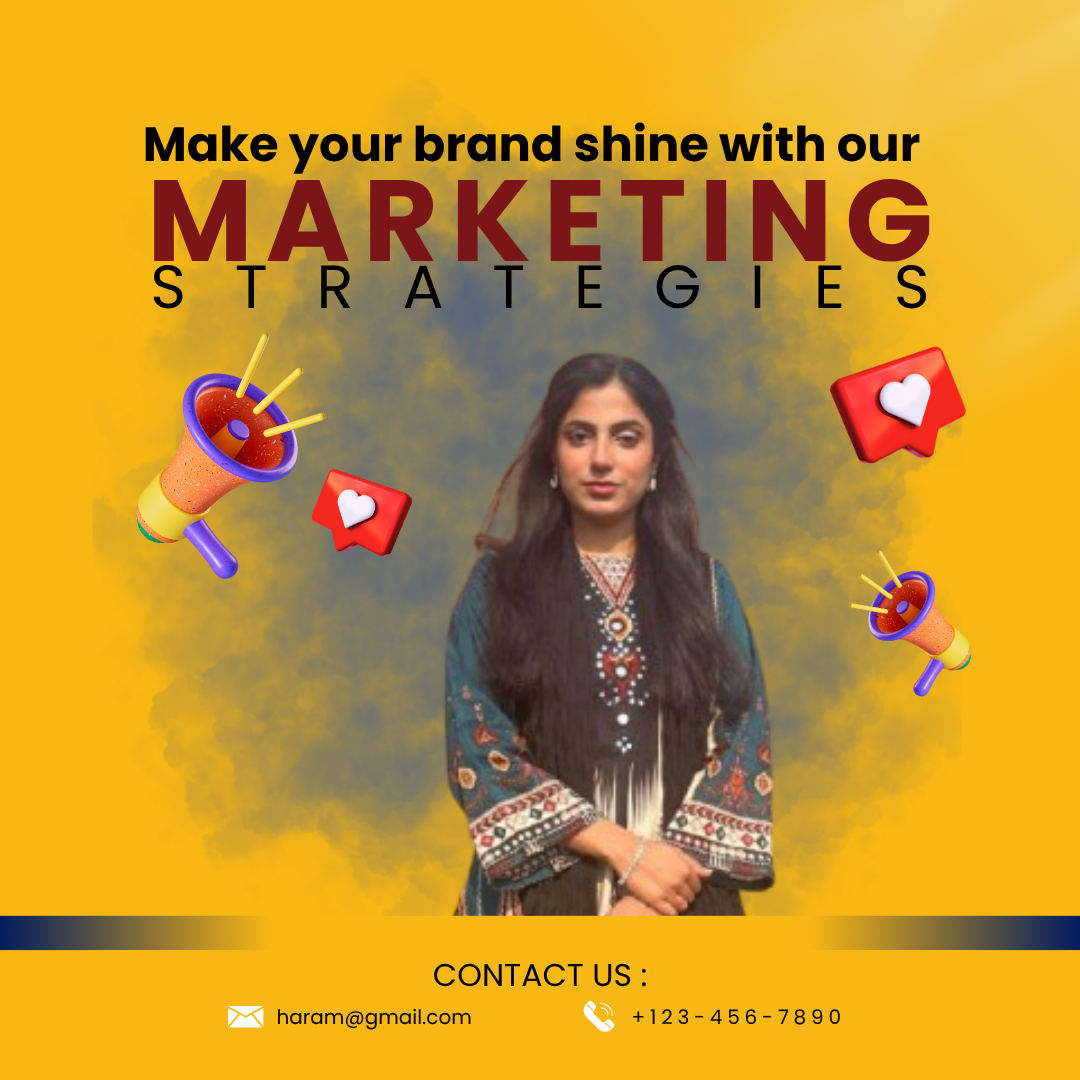 Make your brand shine with our
MARKETING
STRATEGIES
CONTACT US :
haram@gmail.com
+123-456-7890